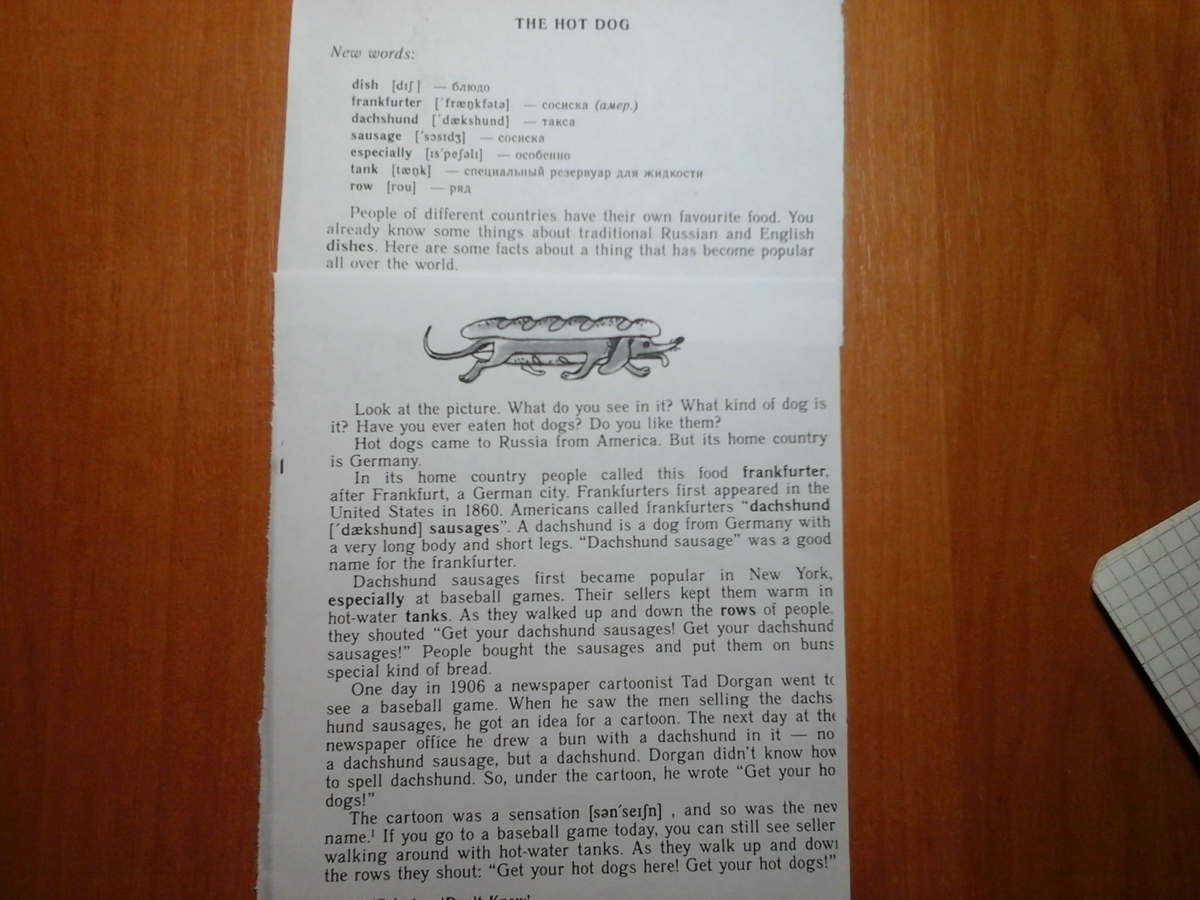 THE HOT DOG
New words:
dish [dɪʃ] — блюдо
frankfurter [ˈfræŋkfətə] — сосиска (амер.)
dachshund [ˈdækshund] — такса
sausage [ˈsɔsɪdʒ] — сосиска
especially [ɪsˈpeʃəlɪ] — особенно
tank [tæŋk] — специальный резервуар для жидкости
row [rou] — ряд
People of different countries have their own favourite food. You
already know some things about traditional Russian and English
dishes. Here are some facts about a thing that has become popular
all over the world.
Look at the picture. What do you see in it? What kind of dog is
it? Have you ever eaten hot dogs? Do you like them?
Hot dogs came to Russia from America. But its home country
is Germany.
In its home country people called this food frankfurter,
after Frankfurt, a German city. Frankfurters first appeared in the
United States in 1860. Americans called frankfurters “dachshund
[ˈdækshund] sausages”. A dachshund is a dog from Germany with
a very long body and short legs. “Dachshund sausage” was a good
name for the frankfurter.
Dachshund sausages first became popular in New York,
especially at baseball games. Their sellers kept them warm in
hot-water tanks. As they walked up and down the rows of people,
they shouted “Get your dachshund sausages! Get your dachshund
sausages!” People bought the sausages and put them on buns
special kind of bread.
One day in 1906 a newspaper cartoonist Tad Dorgan went to
see a baseball game. When he saw the men selling the dachs
hund sausages, he got an idea for a cartoon. The next day at the
newspaper office he drew a bun with a dachshund in it — no
a dachshund sausage, but a dachshund. Dorgan didn't know how
to spell dachshund. So, under the cartoon, he wrote “Get your ho
dogs!”
The cartoon was a sensation [sənˈseɪʃn] , and so was the new
name.¹ If you go to a baseball game today, you can still see seller
walking around with hot-water tanks. As they walk up and down
the rows they shout: “Get your hot dogs here! Get your hot dogs!”